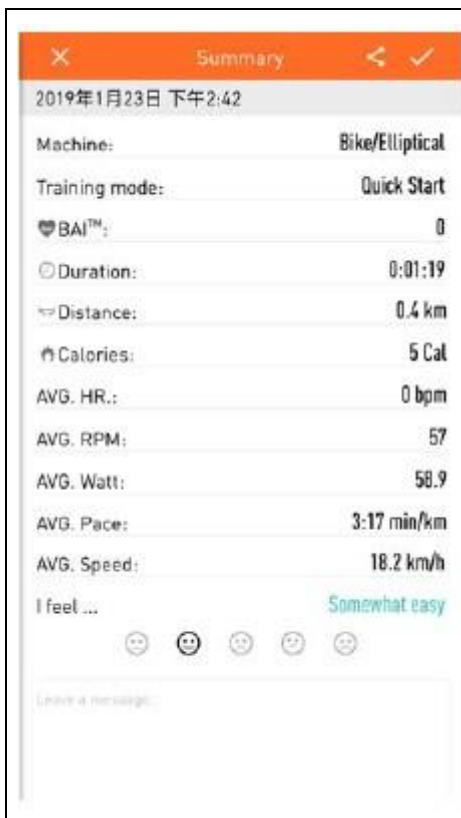 Summary
2019年1月23日 下午2:42
Machine: Bike/Elliptical
Training mode: Quick Start
BAI™: 0
Duration: 0:01:19
Distance: 0.4 km
Calories: 5 Cal
AVG. HR.: 0 bpm
AVG. RPM: 57
AVG. Watt: 58.9
AVG. Pace: 3:17 min/km
AVG. Speed: 18.2 km/h
I feel ... Somewhat easy
Leave a message...